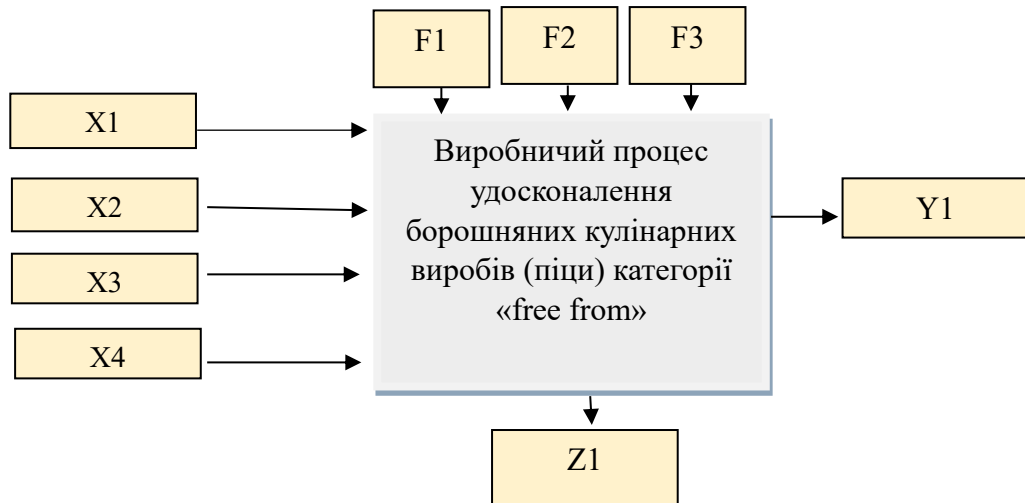 F1
F2
F3
X1
X2
X3
X4
Виробничий процес
удосконалення
борошняних кулінарних
виробів (піци) категорії
«free from»
Y1
Z1